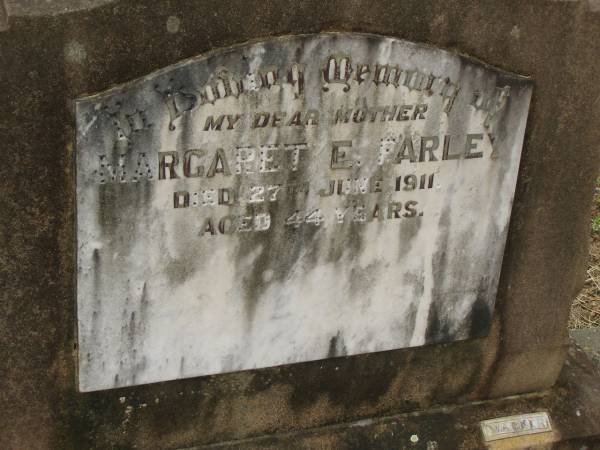 In Loving Memory of
MY DEAR MOTHER
MARGARET E. FARLEY
DIED 27TH JUNE 1911.
AGED 44 YEARS.